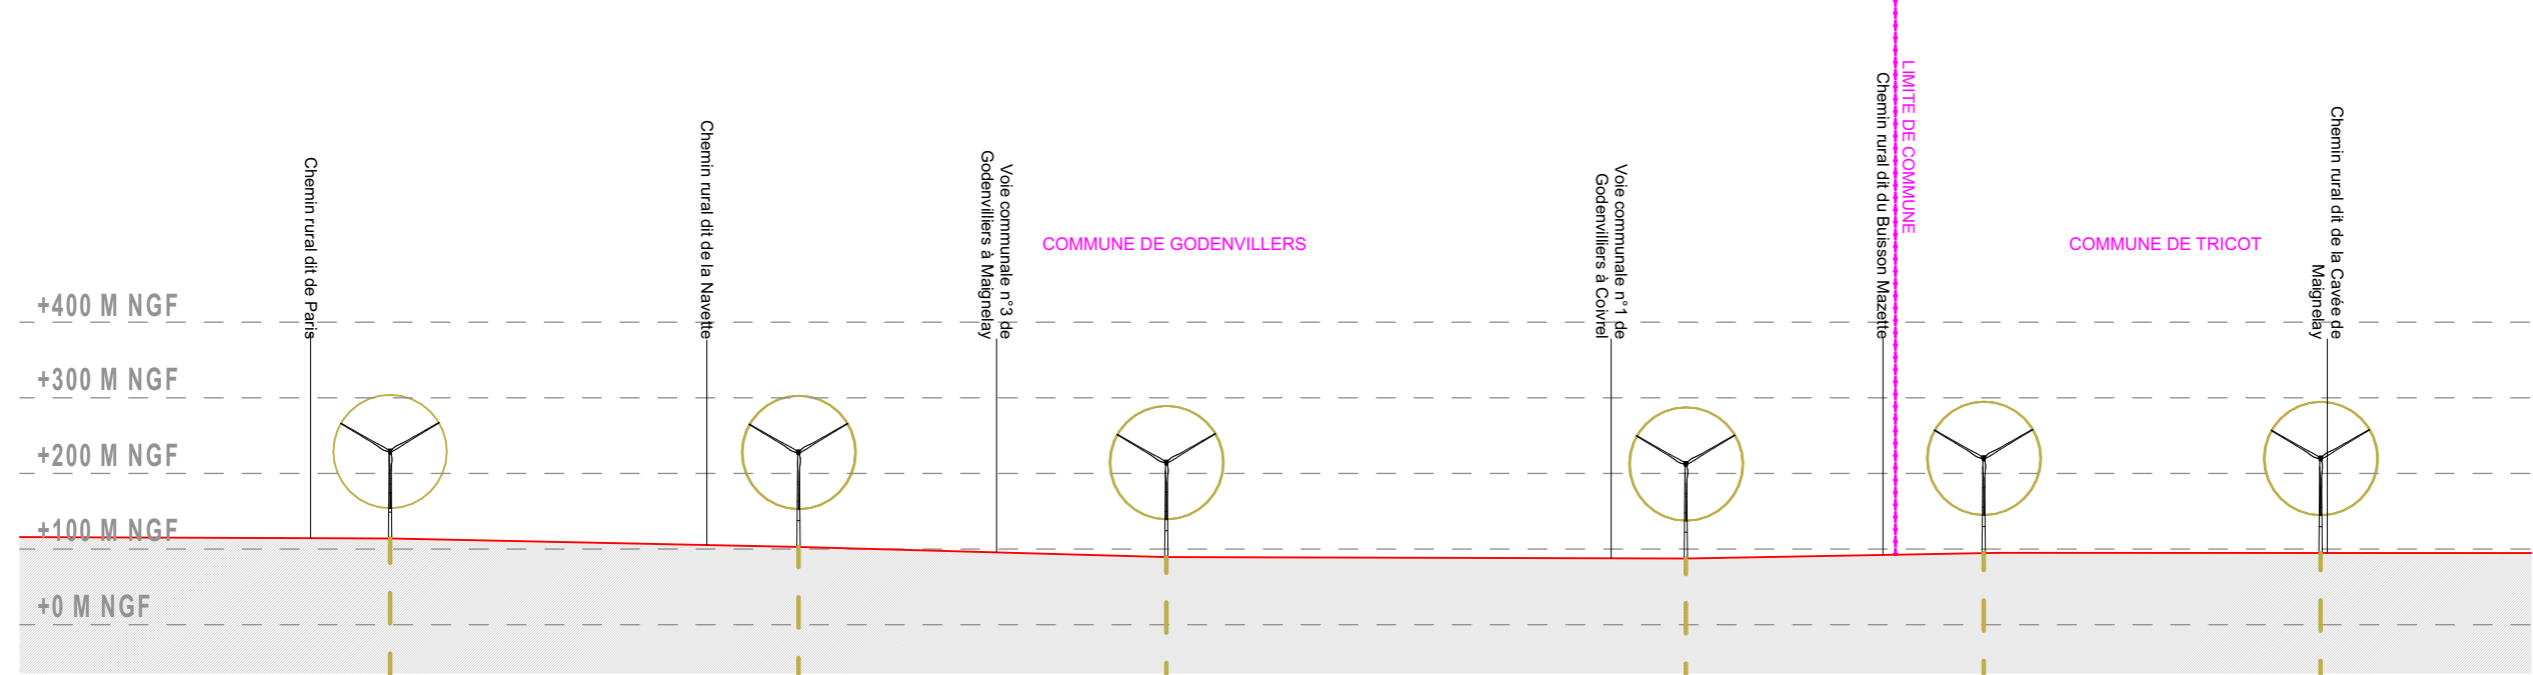 LIMITE DE COMMUNE
Chemin rural dit de Paris
Chemin rural dit de la Navette
Voie communale n°3 de
Godenvilliers à Maignelay
COMMUNE DE GODENVILLERS
Voie communale n°1 de
Godenvilliers à Coivrel
Chemin rural dit du Buisson Mazette
COMMUNE DE TRICOT
Chemin rural dit de la Cavée de
Maignelay
+400 M NGF
+300 M NGF
+200 M NGF
+100 M NGF
+0 M NGF